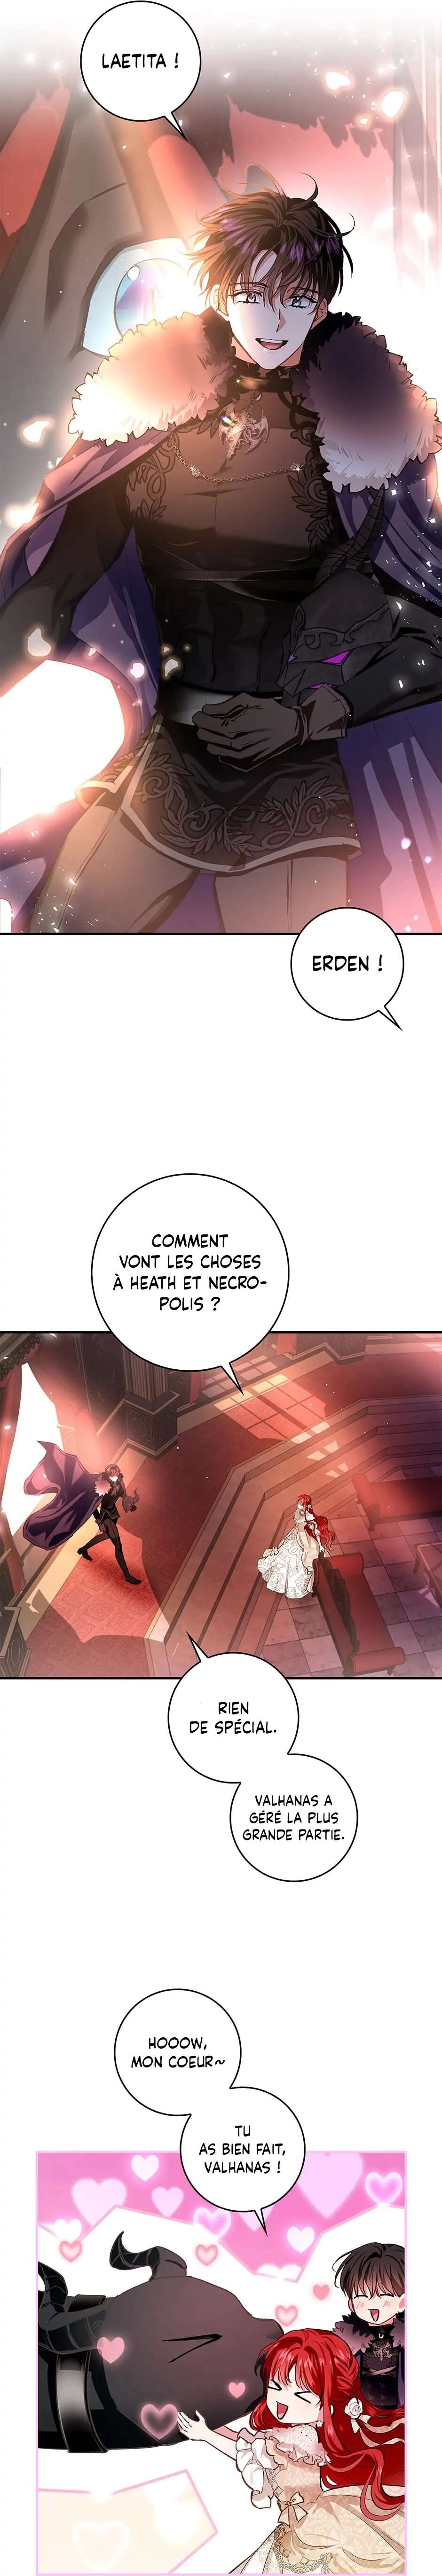 LAETITA !
ERDEN !
COMMENT
VONT LES CHOSES
À HEATH ET NECRO-
POLIS ?
RIEN
DE SPÉCIAL.
VALHANAS A
GÉRÉ LA PLUS
GRANDE PARTIE.
HOOOW,
MON COEUR~
TU
AS BIEN FAIT,
VALHANAS !